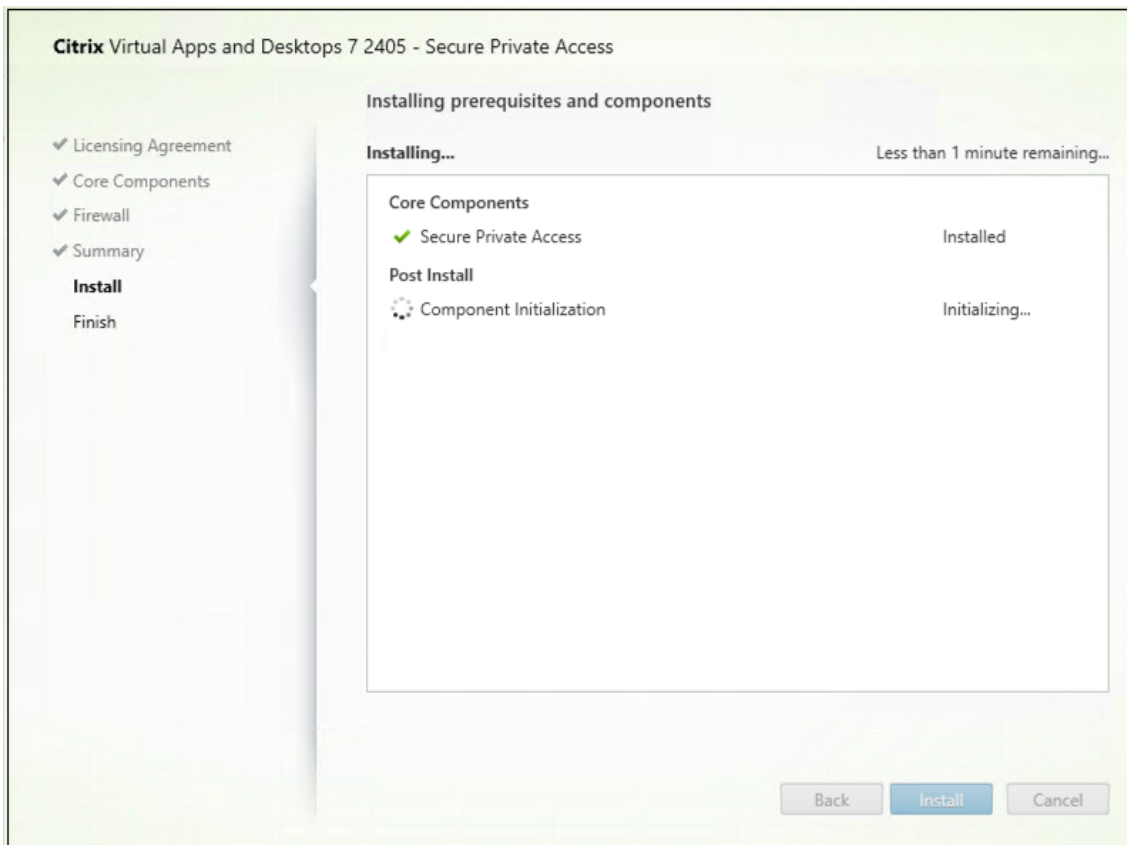 Citrix Virtual Apps and Desktops 7 2405 - Secure Private Access
Licensing Agreement
Core Components
Firewall
Summary
Install
Finish
Installing prerequisites and components
Installing... Less than 1 minute remaining...
Core Components
Secure Private Access Installed
Post Install
Component Initialization Initializing...
Back Install Cancel